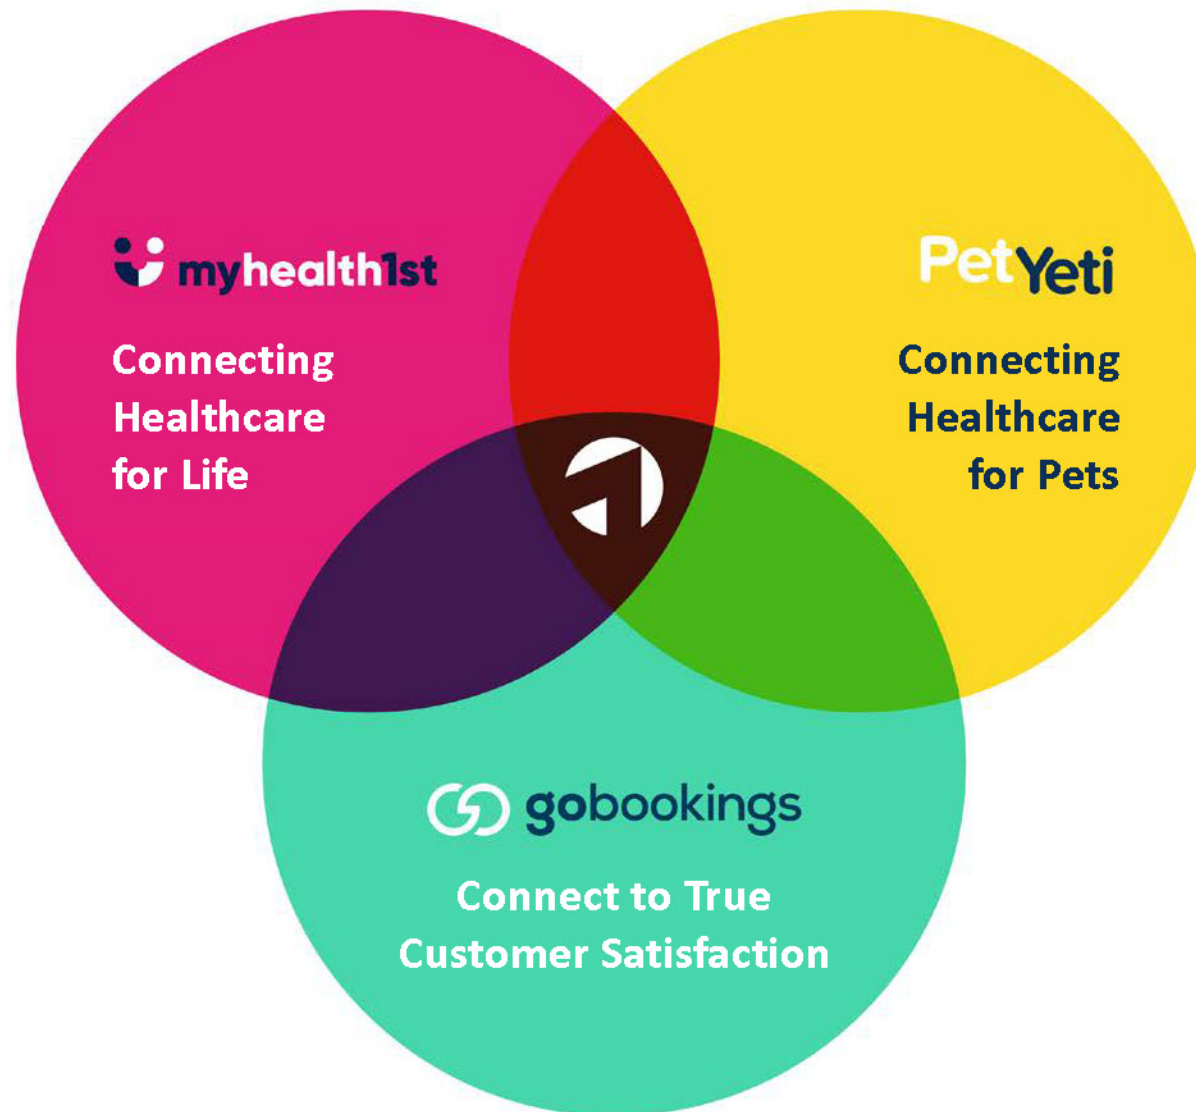 myhealth1st
Connecting
Healthcare
for Life
PetYeti
Connecting
Healthcare
for Pets
gobookings
Connect to True
Customer Satisfaction